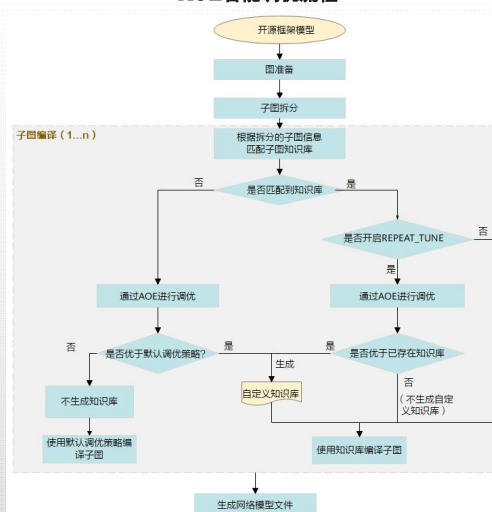 开源框架模型
图准备
子图拆分
子图编译（1...n）
根据拆分的子图信息
匹配子图知识库
否
是否匹配到知识库
是
是否开启REPEAT_TUNE
否
是
通过AOE进行调优
通过AOE进行调优
否
是否优于默认调优策略?
是
是
是否优于已存在知识库
生成
不生成知识库
自定义知识库
否
（不生成自定
义知识库）
使用默认调优策略编
译子图
使用知识库编译子图
生成网络模型文件